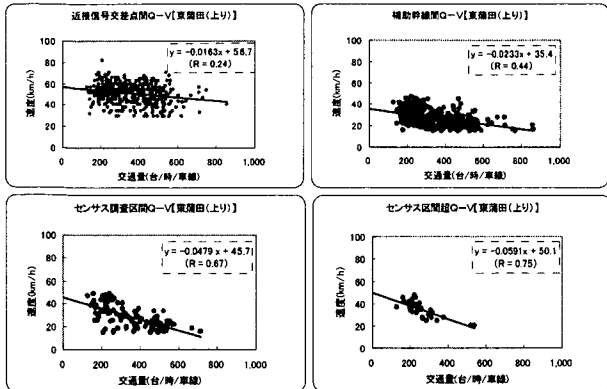 近接信号交差点間Q-V[東蒲田(上り)]
y = -0.0163x + 56.7
(R = 0.24)
速度(km/h)
100
80
60
40
20
0
0 200 400 600 800 1,000
交通量(台/時/車線)
補助幹線間Q-V[東蒲田(上り)]
y = -0.0233x + 35.4
(R = 0.44)
速度(km/h)
100
80
60
40
20
0
0 200 400 600 800 1,000
交通量(台/時/車線)
センサス調査区間Q-V[東蒲田(上り)]
y = -0.0479 x + 45.7
(R = 0.67)
速度(km/h)
100
80
60
40
20
0
0 200 400 600 800 1,000
交通量(台/時/車線)
センサス区間超Q-V[東蒲田(上り)]
y = -0.0591x + 50.1
(R = 0.75)
速度(km/h)
100
80
60
40
20
0
0 200 400 600 800 1,000
交通量(台/時/車線)